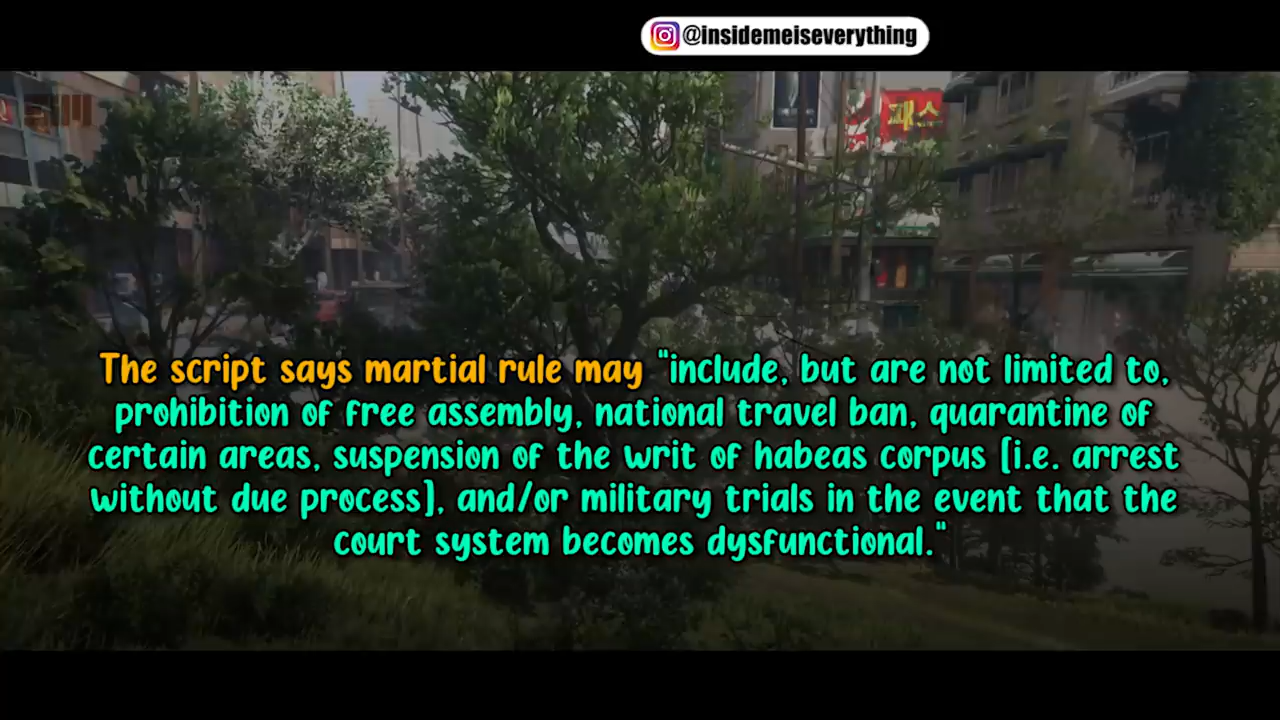 @insidemeiseverything
패스
The script says martial rule may "include, but are not limited to,
prohibition of free assembly, national travel ban, quarantine of
certain areas, suspension of the writ of habeas corpus [i.e. arrest
without due process], and/or military trials in the event that the
court system becomes dysfunctional."